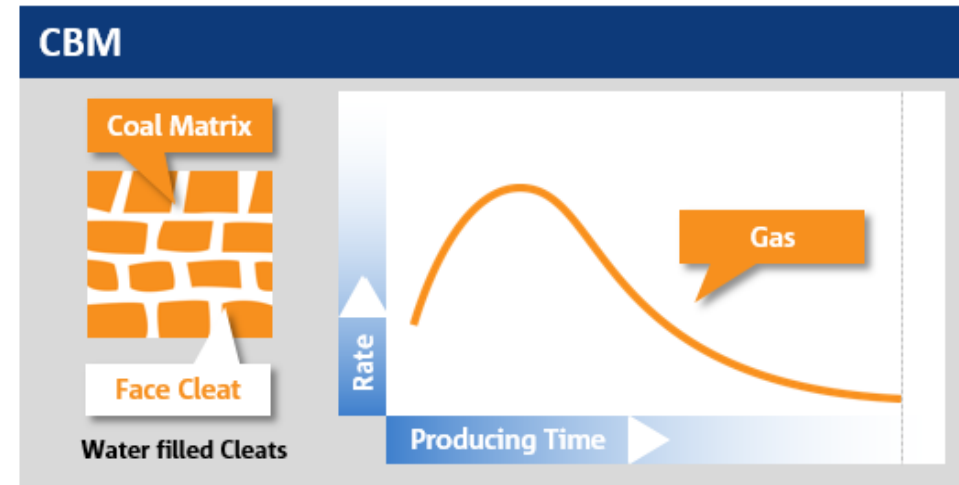 CBM
Coal Matrix
Face Cleat
Water filled Cleats
Gas
Rate
Producing Time